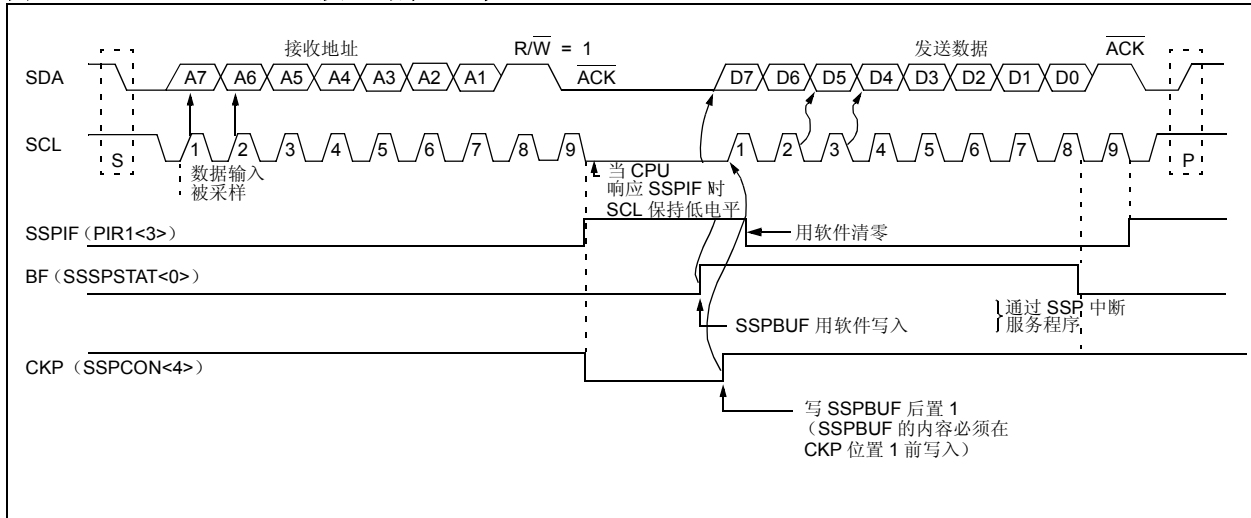 接收地址
R/W = 1
发送数据
ACK
SDA
A7 A6 A5 A4 A3 A2 A1
ACK
D7 D6 D5 D4 D3 D2 D1 D0
SCL
S
1 2 3 4 5 6 7 8 9
1 2 3 4 5 6 7 8 9
P
数据输入
被采样
当 CPU
响应 SSPIF 时
SCL 保持低电平
SSPIF（PIR1<3>）
用软件清零
BF（SSSPSTAT<0>）
SSPBUF 用软件写入
通过 SSP 中断
服务程序
CKP（SSPCON<4>）
写 SSPBUF 后置 1
（SSPBUF 的内容必须在
CKP 位置 1 前写入）